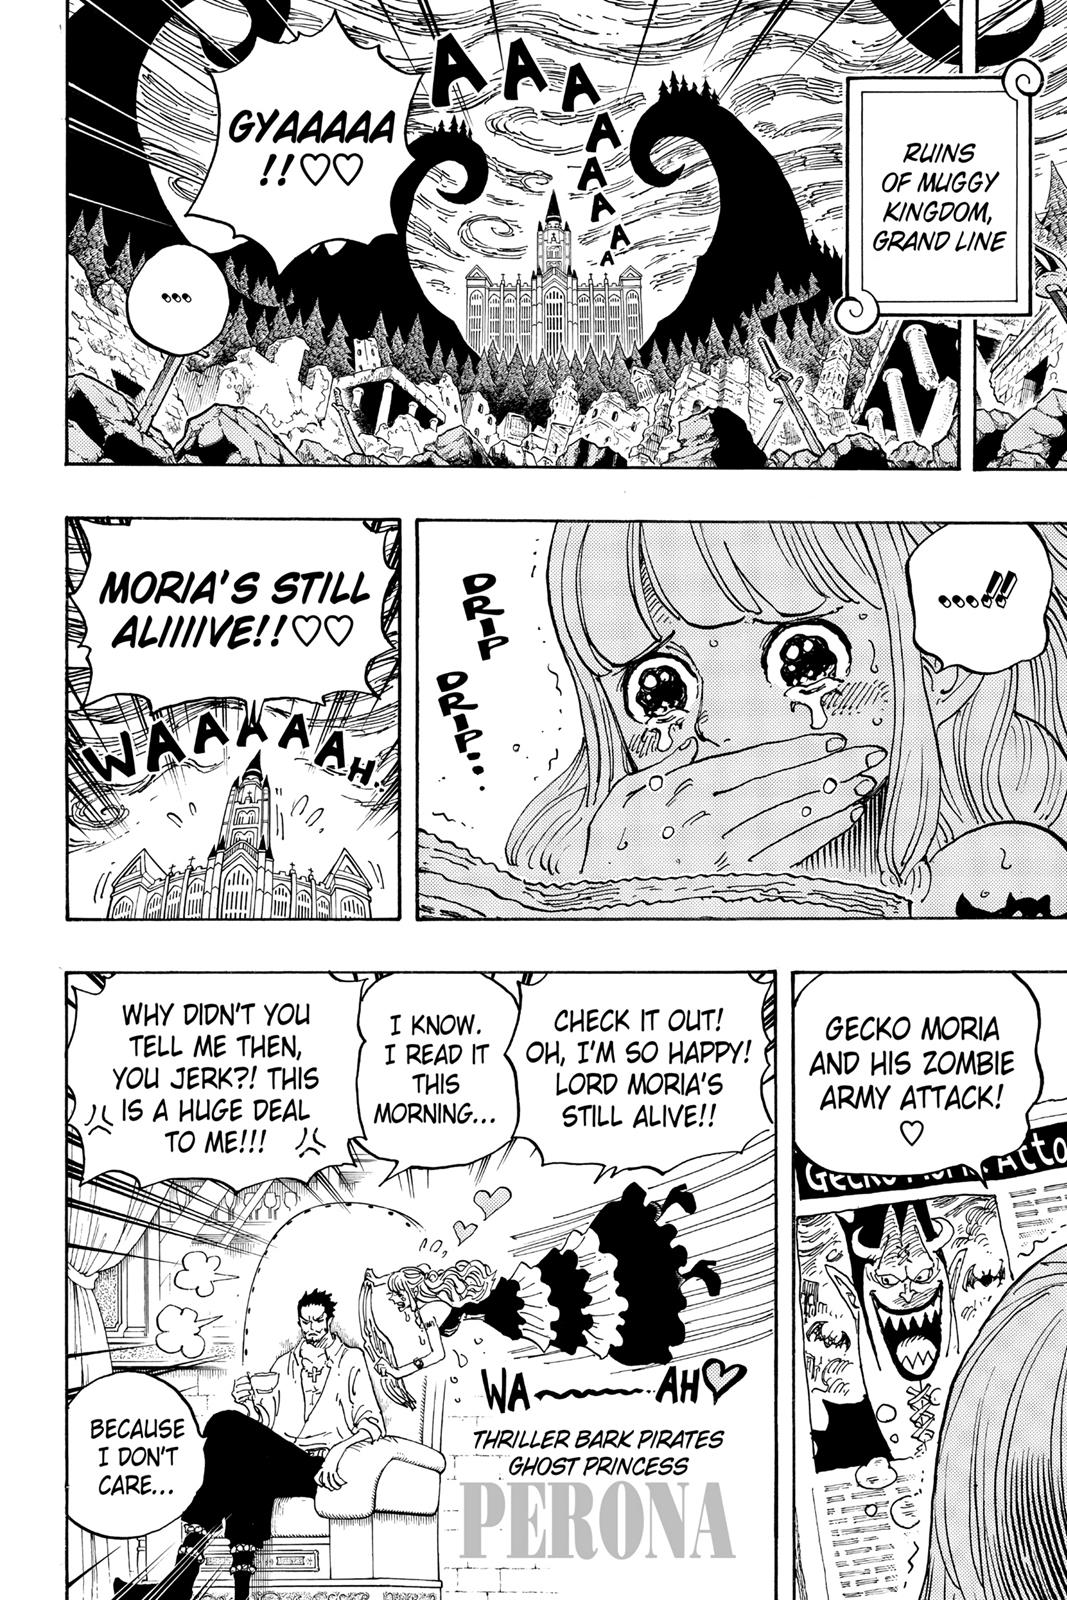 RUINS
OF MUGGY
KINGDOM,
GRAND LINE
GYAAAAA
!!♡♡
AAAAAAAA
...
...!!
DRIP
DRIP...
MORIA'S STILL
ALIIIIVE!!♡♡
WAAAAAAH..
GECKO MORIA
AND HIS ZOMBIE
ARMY ATTACK!
♡
CHECK IT OUT!
OH, I'M SO HAPPY!
LORD MORIA'S
STILL ALIVE!!
I KNOW.
I READ IT
THIS
MORNING...
WHY DIDN'T YOU
TELL ME THEN,
YOU JERK?! THIS
IS A HUGE DEAL
TO ME!!!
WA~AH♡
THRILLER BARK PIRATES
GHOST PRINCESS
PERONA
BECAUSE
I DON'T
CARE...